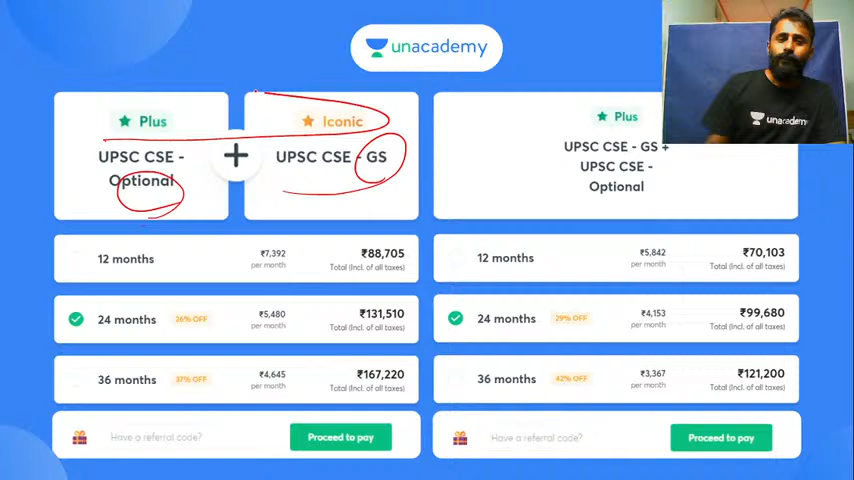 unacademy
Plus
UPSC CSE -
Optional
+
Iconic
UPSC CSE - GS
12 months
₹7,392
per month
₹88,705
Total (Incl. of all taxes)
24 months
26% OFF
₹5,480
per month
₹131,510
Total (Incl. of all taxes)
36 months
37% OFF
₹4,645
per month
₹167,220
Total (Incl. of all taxes)
Have a referral code?
Proceed to pay
Plus
UPSC CSE - GS +
UPSC CSE -
Optional
12 months
₹5,842
per month
₹70,103
Total (Incl. of all taxes)
24 months
29% OFF
₹4,153
per month
₹99,680
Total (Incl. of all taxes)
36 months
42% OFF
₹3,367
per month
₹121,200
Total (Incl. of all taxes)
Have a referral code?
Proceed to pay
unacademy